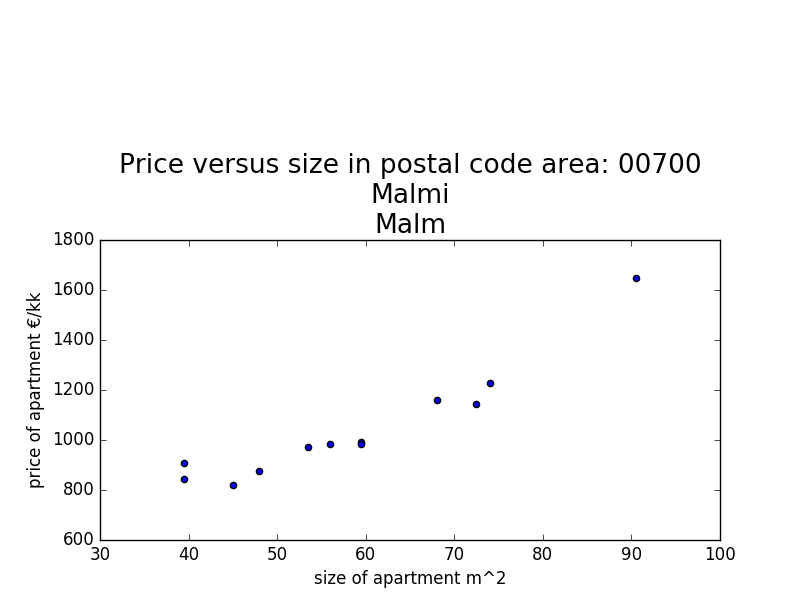 Price versus size in postal code area: 00700
Malmi
Malm
1800
1600
1400
1200
1000
800
600
price of apartment €/kk
30 40 50 60 70 80 90 100
size of apartment m^2